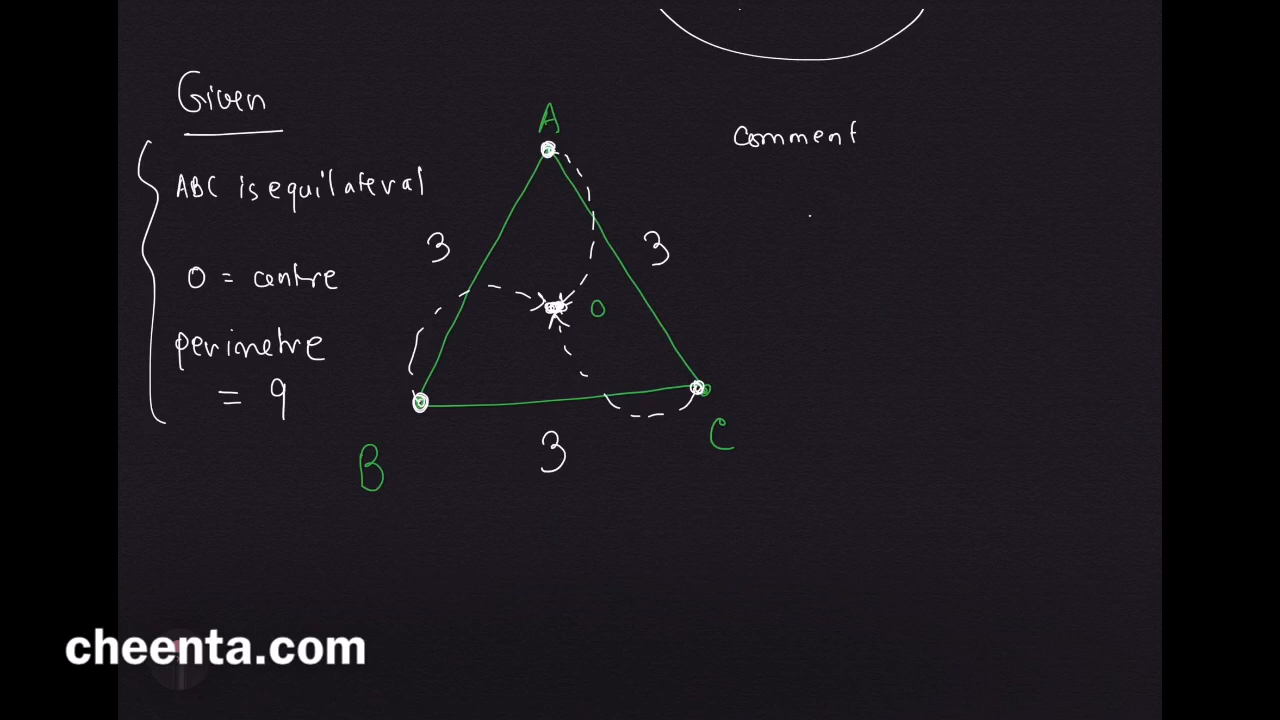 Given
ABC is equilateral
O = centre
perimetre
= 9
A
comment
3
3
O
B
3
C
cheenta.com